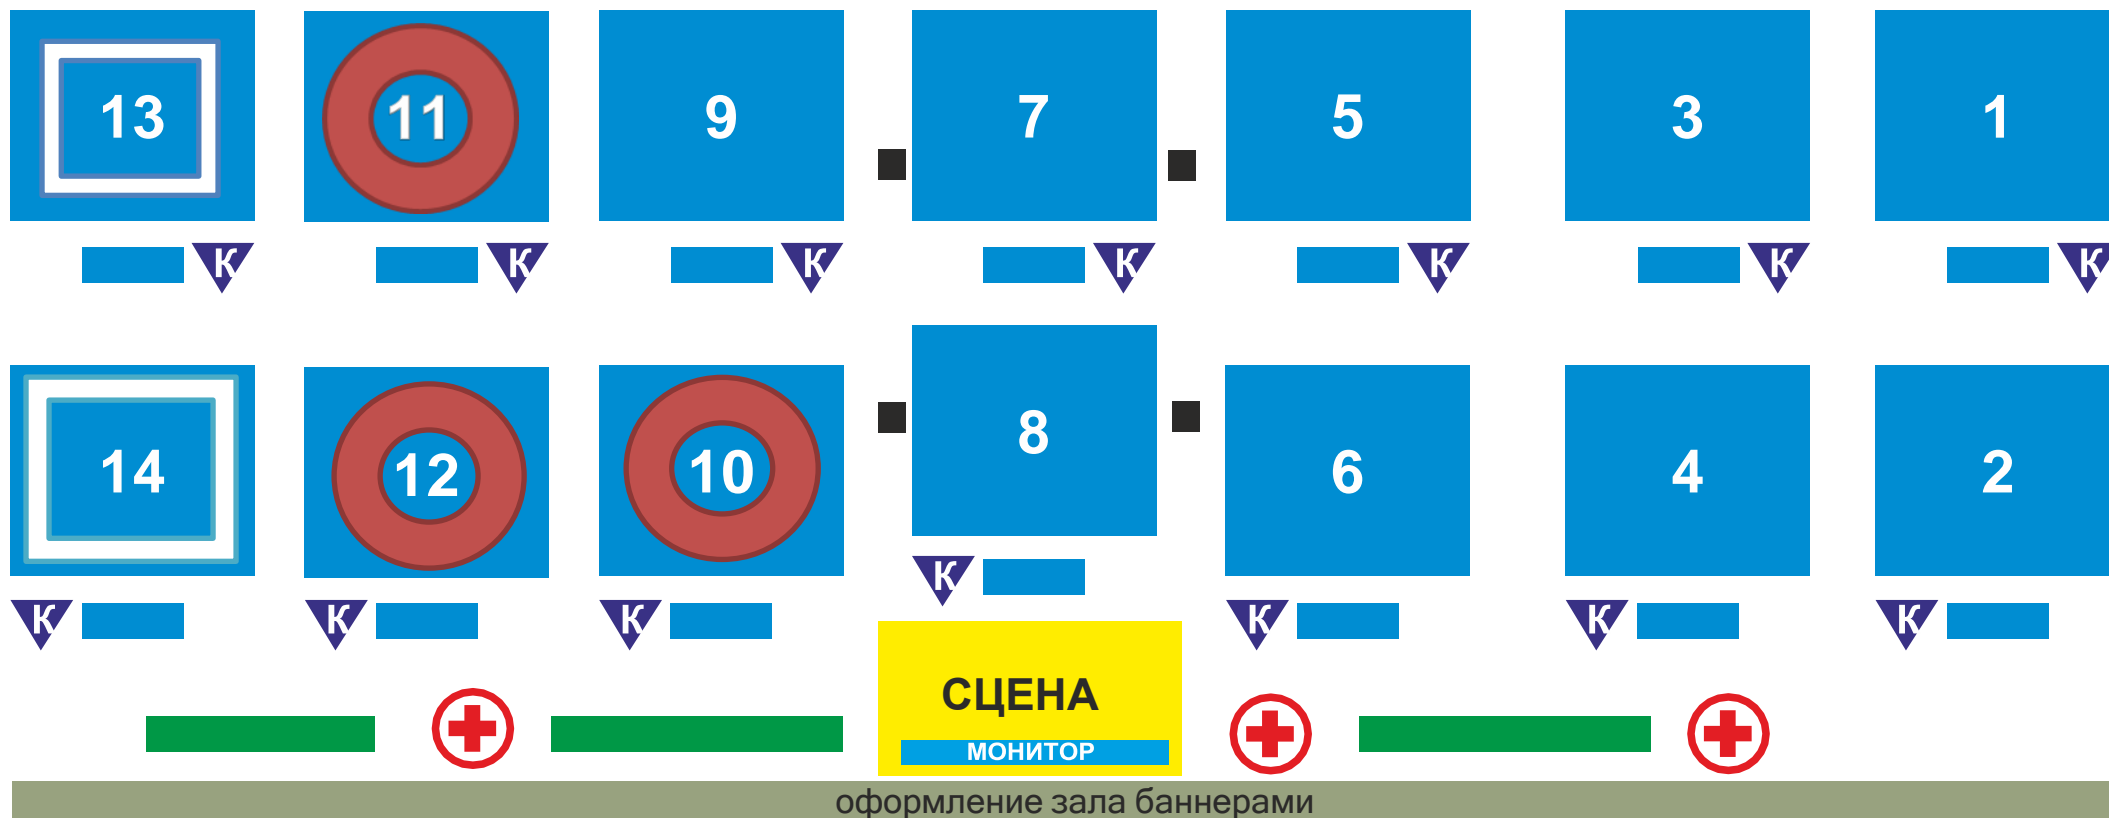 13 11 9 7 5 3 1
К К К К К К К
14 12 10 8 6 4 2
К К К К К К К
СЦЕНА
МОНИТОР
оформление зала баннерами